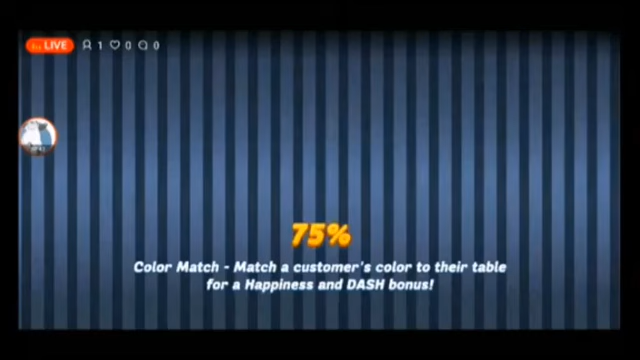 LIVE 1 0 0
75%
Color Match - Match a customer's color to their table
for a Happiness and DASH bonus!